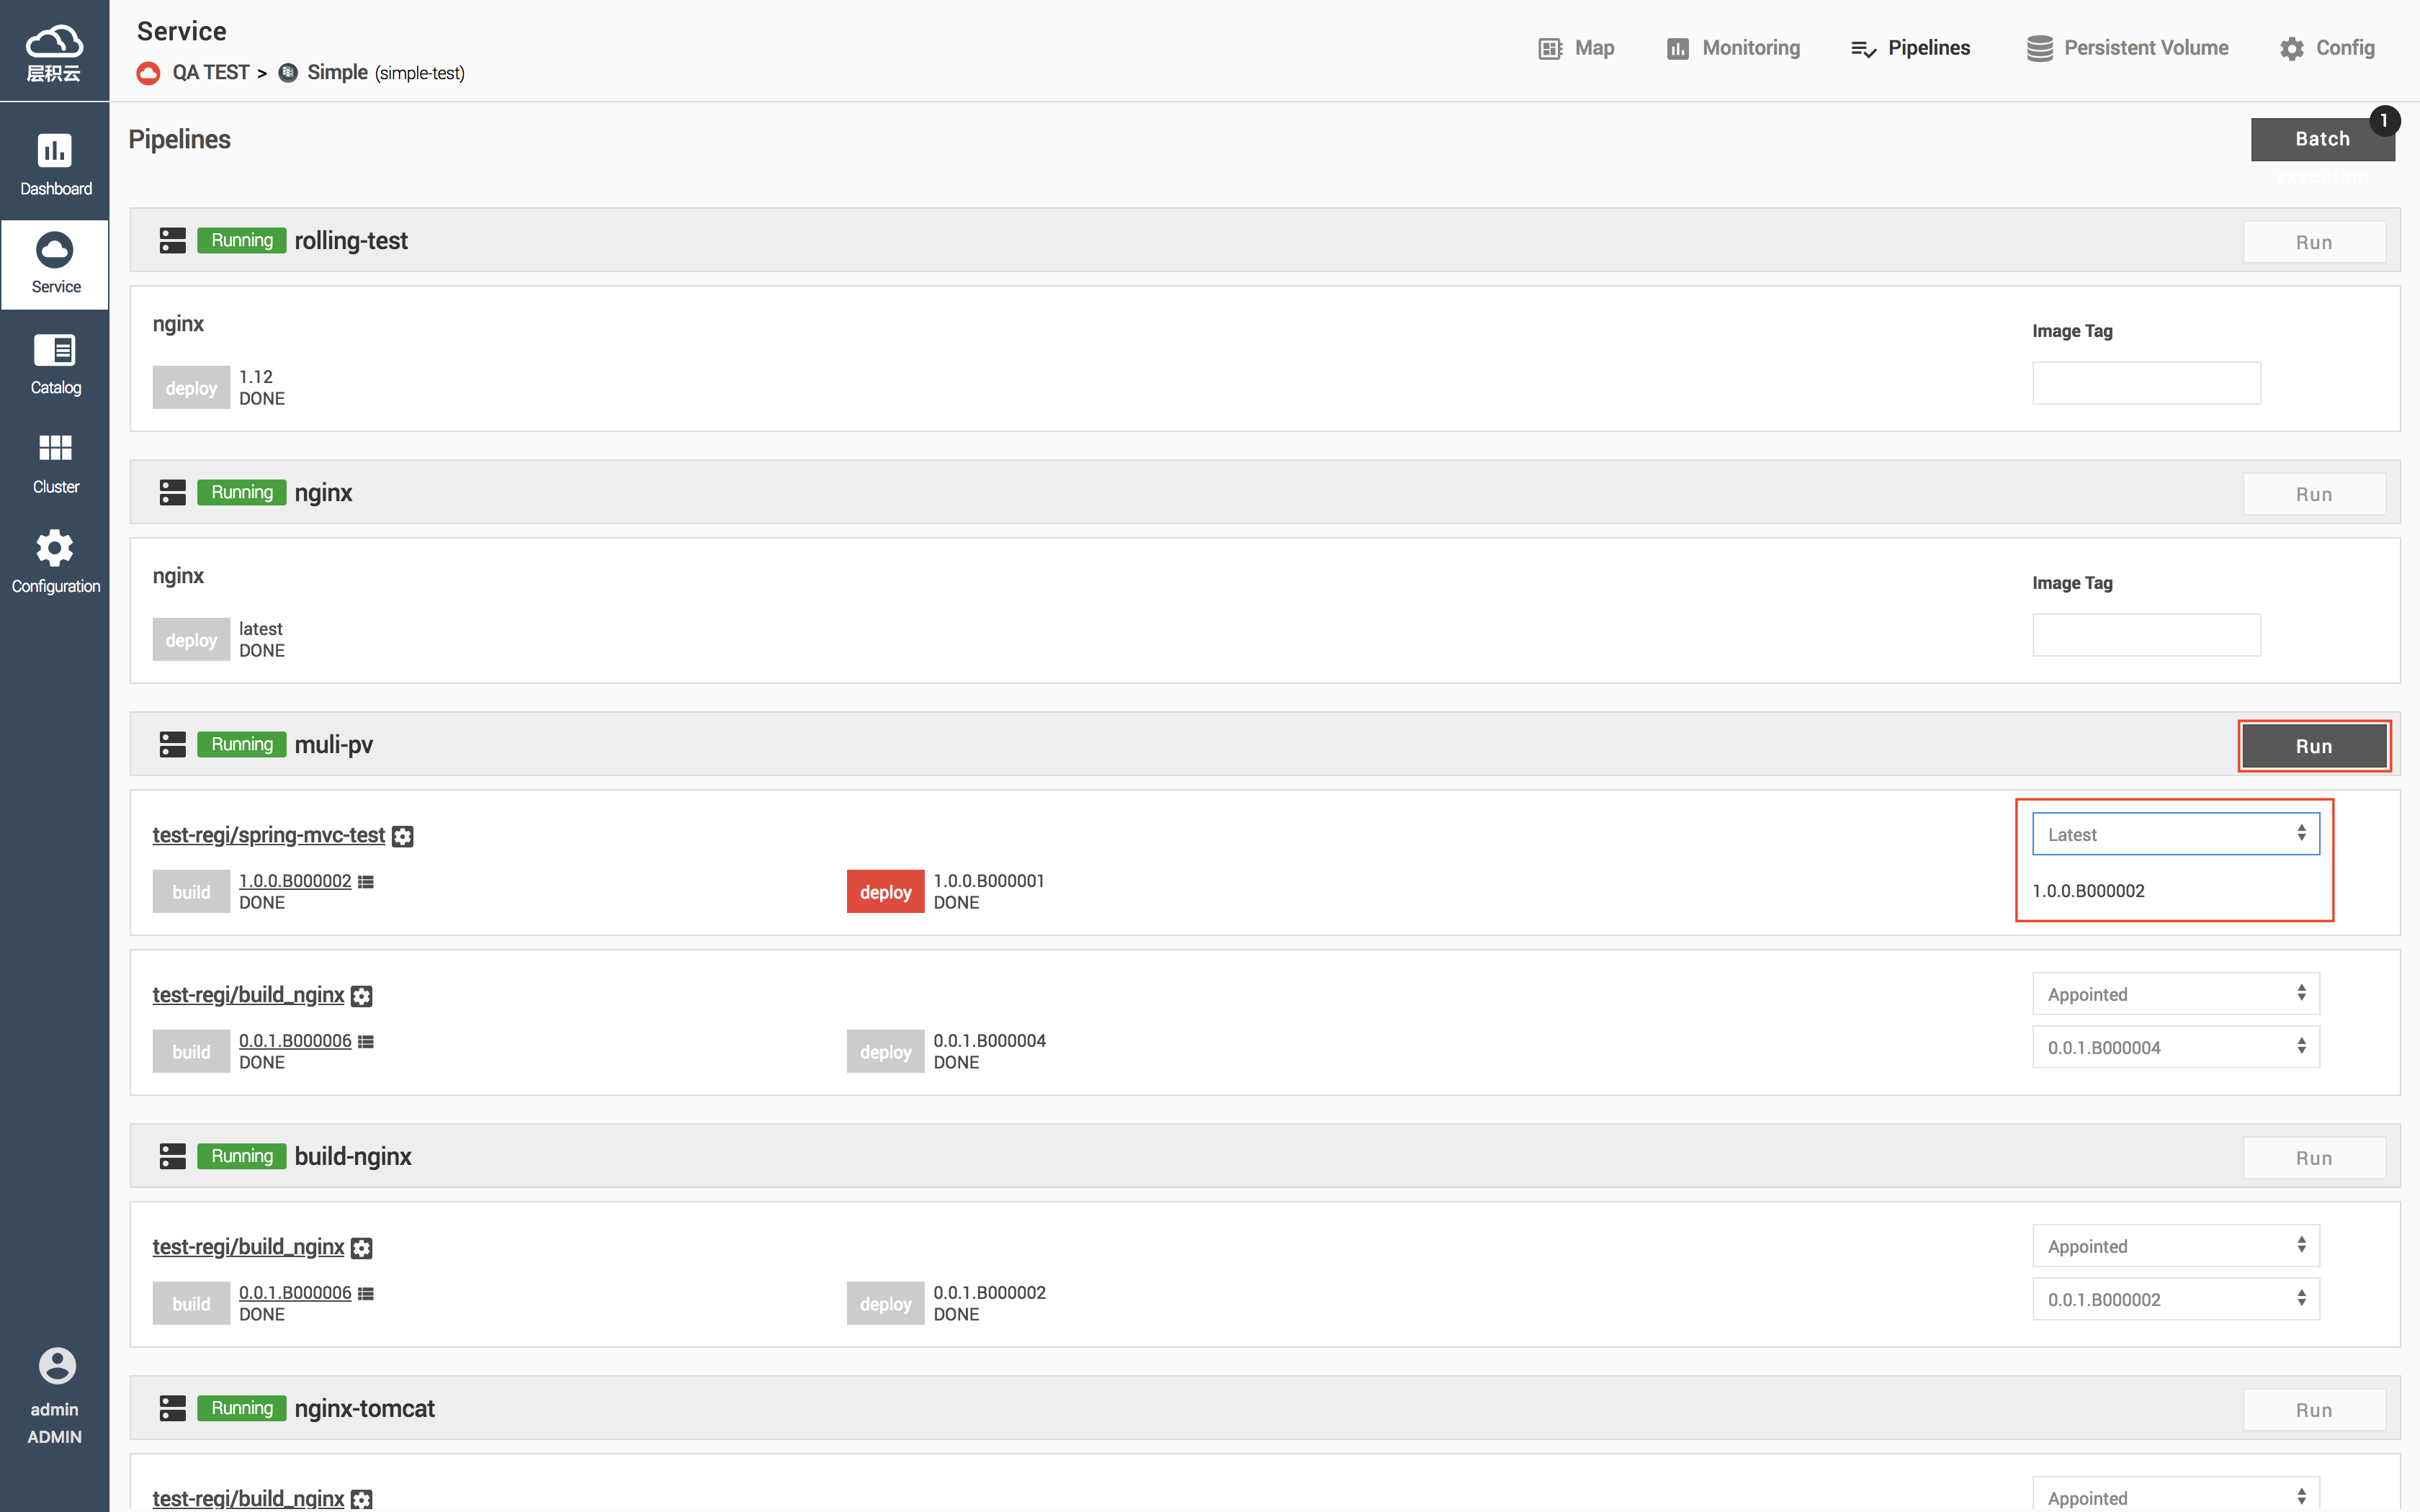 层积云
Service
QA TEST > Simple (simple-test)
Map
Monitoring
Pipelines
Persistent Volume
Config
Dashboard
Service
Catalog
Cluster
Configuration
admin
ADMIN
Pipelines
Batch
execution
1
Running rolling-test
Run
nginx
Image Tag
deploy
1.12
DONE
Running nginx
Run
nginx
Image Tag
deploy
latest
DONE
Running muli-pv
Run
test-regi/spring-mvc-test
Latest
build
1.0.0.B000002
DONE
deploy
1.0.0.B000001
DONE
1.0.0.B000002
test-regi/build_nginx
Appointed
build
0.0.1.B000006
DONE
deploy
0.0.1.B000004
DONE
0.0.1.B000004
Running build-nginx
Run
test-regi/build_nginx
Appointed
build
0.0.1.B000006
DONE
deploy
0.0.1.B000002
DONE
0.0.1.B000002
Running nginx-tomcat
Run
test-regi/build_nginx
Appointed